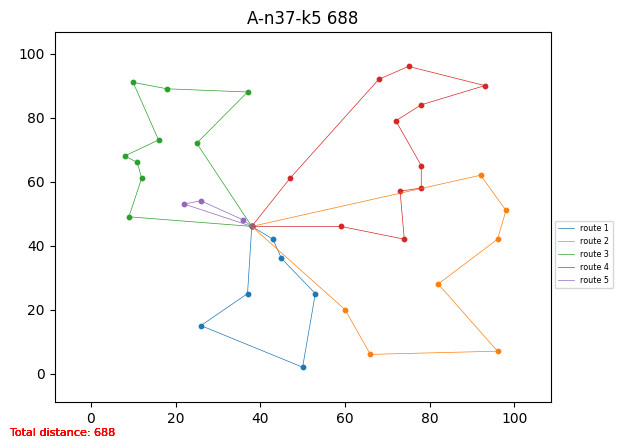 A-n37-k5 688
100
80
60
40
20
0
0 20 40 60 80 100
route 1
route 2
route 3
route 4
route 5
Total distance: 688